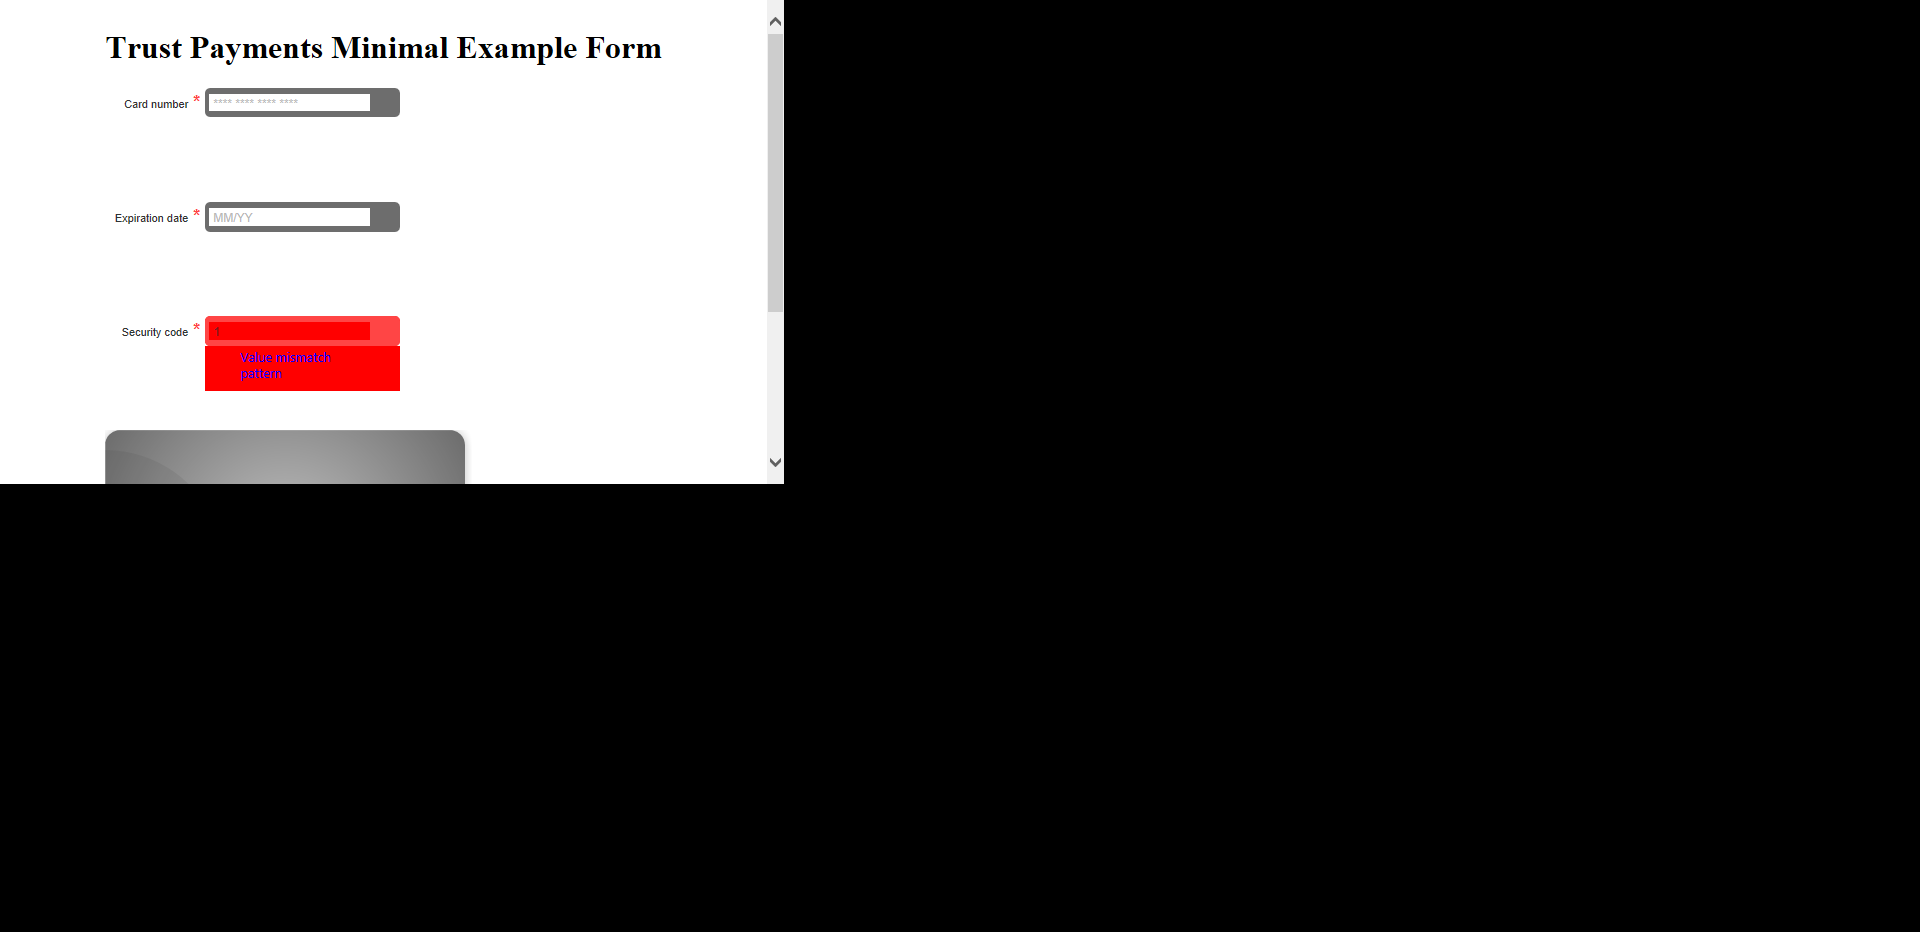 Trust Payments Minimal Example Form
Card number * **** **** **** ****
Expiration date * MM/YY
Security code * 1
Value mismatch
pattern